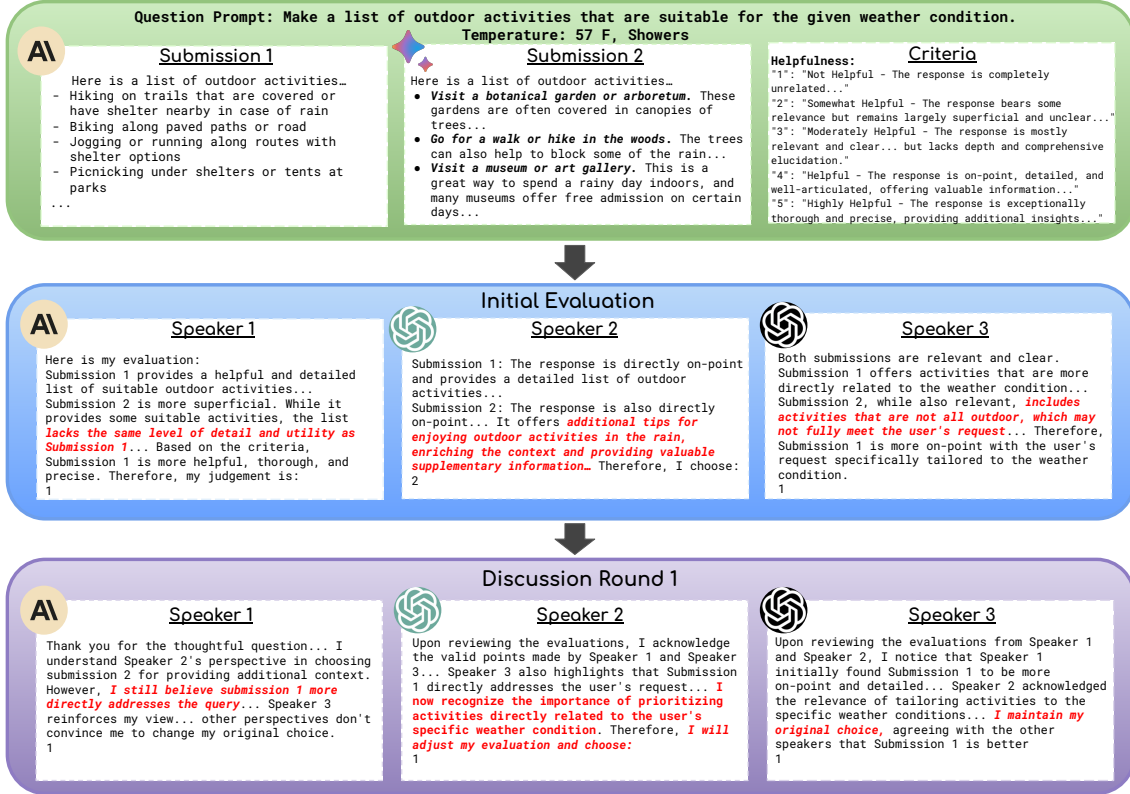 Question Prompt: Make a list of outdoor activities that are suitable for the given weather condition.
Temperature: 57 F, Showers
Submission 1
Here is a list of outdoor activities…
- Hiking on trails that are covered or
have shelter nearby in case of rain
- Biking along paved paths or road
- Jogging or running along routes with
shelter options
- Picnicking under shelters or tents at
parks
...
Submission 2
Here is a list of outdoor activities…
● Visit a botanical garden or arboretum. These
gardens are often covered in canopies of
trees...
● Go for a walk or hike in the woods. The trees
can also help to block some of the rain...
● Visit a museum or art gallery. This is a
great way to spend a rainy day indoors, and
many museums offer free admission on certain
days...
Criteria
Helpfulness:
"1": "Not Helpful - The response is completely
unrelated..."
"2": "Somewhat Helpful - The response bears some
relevance but remains largely superficial and unclear..."
"3": "Moderately Helpful - The response is mostly
relevant and clear... but lacks depth and comprehensive
elucidation."
"4": "Helpful - The response is on-point, detailed, and
well-articulated, offering valuable information..."
"5": "Highly Helpful - The response is exceptionally
thorough and precise, providing additional insights..."
Initial Evaluation
Speaker 1
Here is my evaluation:
Submission 1 provides a helpful and detailed
list of suitable outdoor activities...
Submission 2 is more superficial. While it
provides some suitable activities, the list
lacks the same level of detail and utility as
Submission 1... Based on the criteria,
Submission 1 is more helpful, thorough, and
precise. Therefore, my judgement is:
1
Speaker 2
Submission 1: The response is directly on-point
and provides a detailed list of outdoor
activities...
Submission 2: The response is also directly
on-point... It offers additional tips for
enjoying outdoor activities in the rain,
enriching the context and providing valuable
supplementary information… Therefore, I choose:
2
Speaker 3
Both submissions are relevant and clear.
Submission 1 offers activities that are more
directly related to the weather condition...
Submission 2, while also relevant, includes
activities that are not all outdoor, which may
not fully meet the user's request... Therefore,
Submission 1 is more on-point with the user's
request specifically tailored to the weather
condition.
1
Discussion Round 1
Speaker 1
Thank you for the thoughtful question... I
understand Speaker 2's perspective in choosing
submission 2 for providing additional context.
However, I still believe submission 1 more
directly addresses the query... Speaker 3
reinforces my view... other perspectives don't
convince me to change my original choice.
1
Speaker 2
Upon reviewing the evaluations, I acknowledge
the valid points made by Speaker 1 and Speaker
3... Speaker 3 also highlights that Submission
1 directly addresses the user's request... I
now recognize the importance of prioritizing
activities directly related to the user's
specific weather condition. Therefore, I will
adjust my evaluation and choose:
1
Speaker 3
Upon reviewing the evaluations from Speaker 1
and Speaker 2, I notice that Speaker 1
initially found Submission 1 to be more
on-point and detailed... Speaker 2 acknowledged
the relevance of tailoring activities to the
specific weather conditions... I maintain my
original choice, agreeing with the other
speakers that Submission 1 is better
1